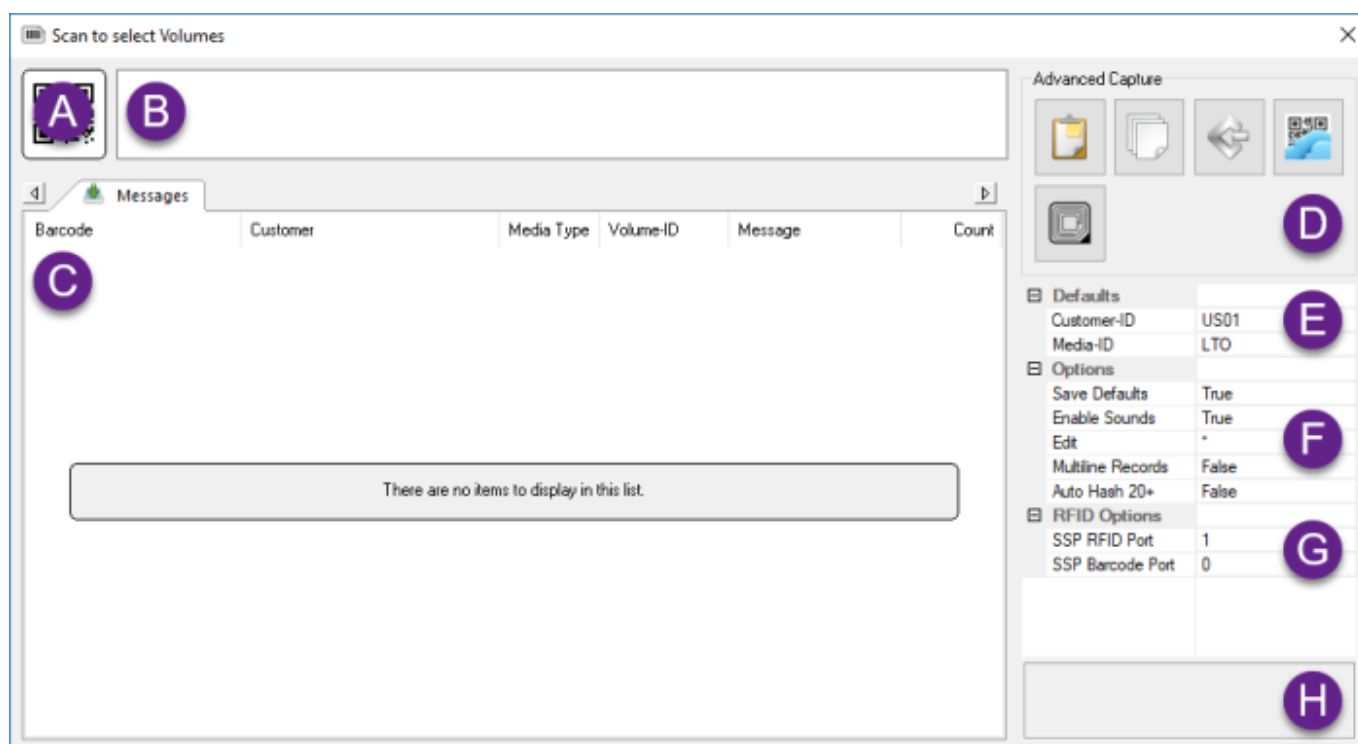 Scan to select Volumes
A
B
Advanced Capture
Messages
Barcode Customer Media Type Volume-ID Message Count
C
D
There are no items to display in this list.
Defaults
Customer-ID US01
Media-ID LTO
E
Options
Save Defaults True
Enable Sounds True
Edit *
Multiline Records False
Auto Hash 20+ False
F
RFID Options
SSP RFID Port 1
SSP Barcode Port 0
G
H